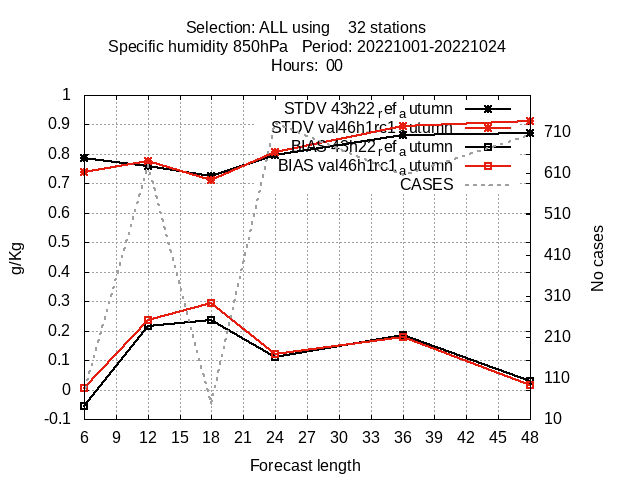 Selection: ALL using 32 stations
Specific humidity 850hPa Period: 20221001-20221024
Hours: 00
STDV 43h22_ref_autumn
STDV val46h1rc1_autumn
BIAS 43h22_ref_autumn
BIAS val46h1rc1_autumn
CASES
1
0.9
0.8
0.7
0.6
0.5
0.4
0.3
0.2
0.1
0
-0.1
g/Kg
710
610
510
410
310
210
110
10
No cases
6 9 12 15 18 21 24 27 30 33 36 39 42 45 48
Forecast length